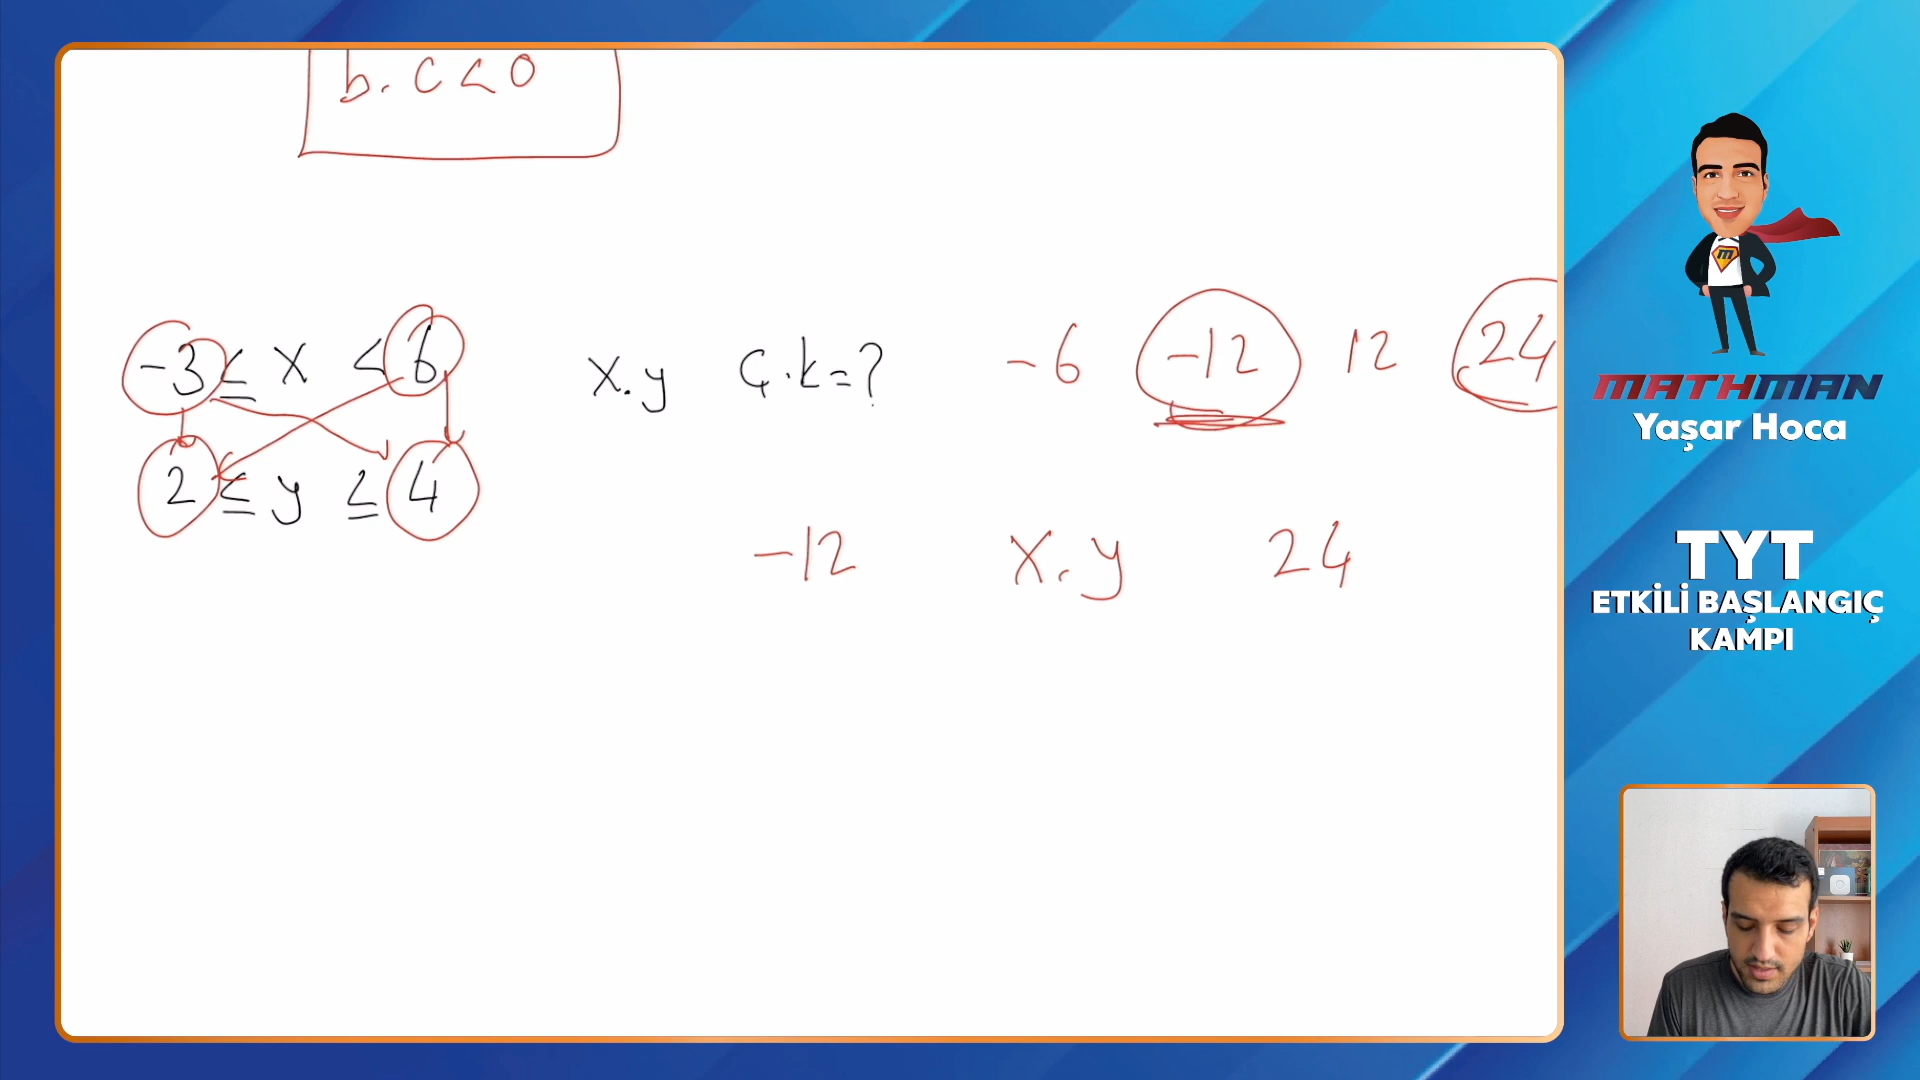 b. c < 0
-3 ≤ x < 6
x.y ç.k=?
-6 -12 12 24
2 ≤ y ≤ 4
-12 x.y 24
m
MATHMAN
Yaşar Hoca
TYT
ETKİLİ BAŞLANGIÇ
KAMPI